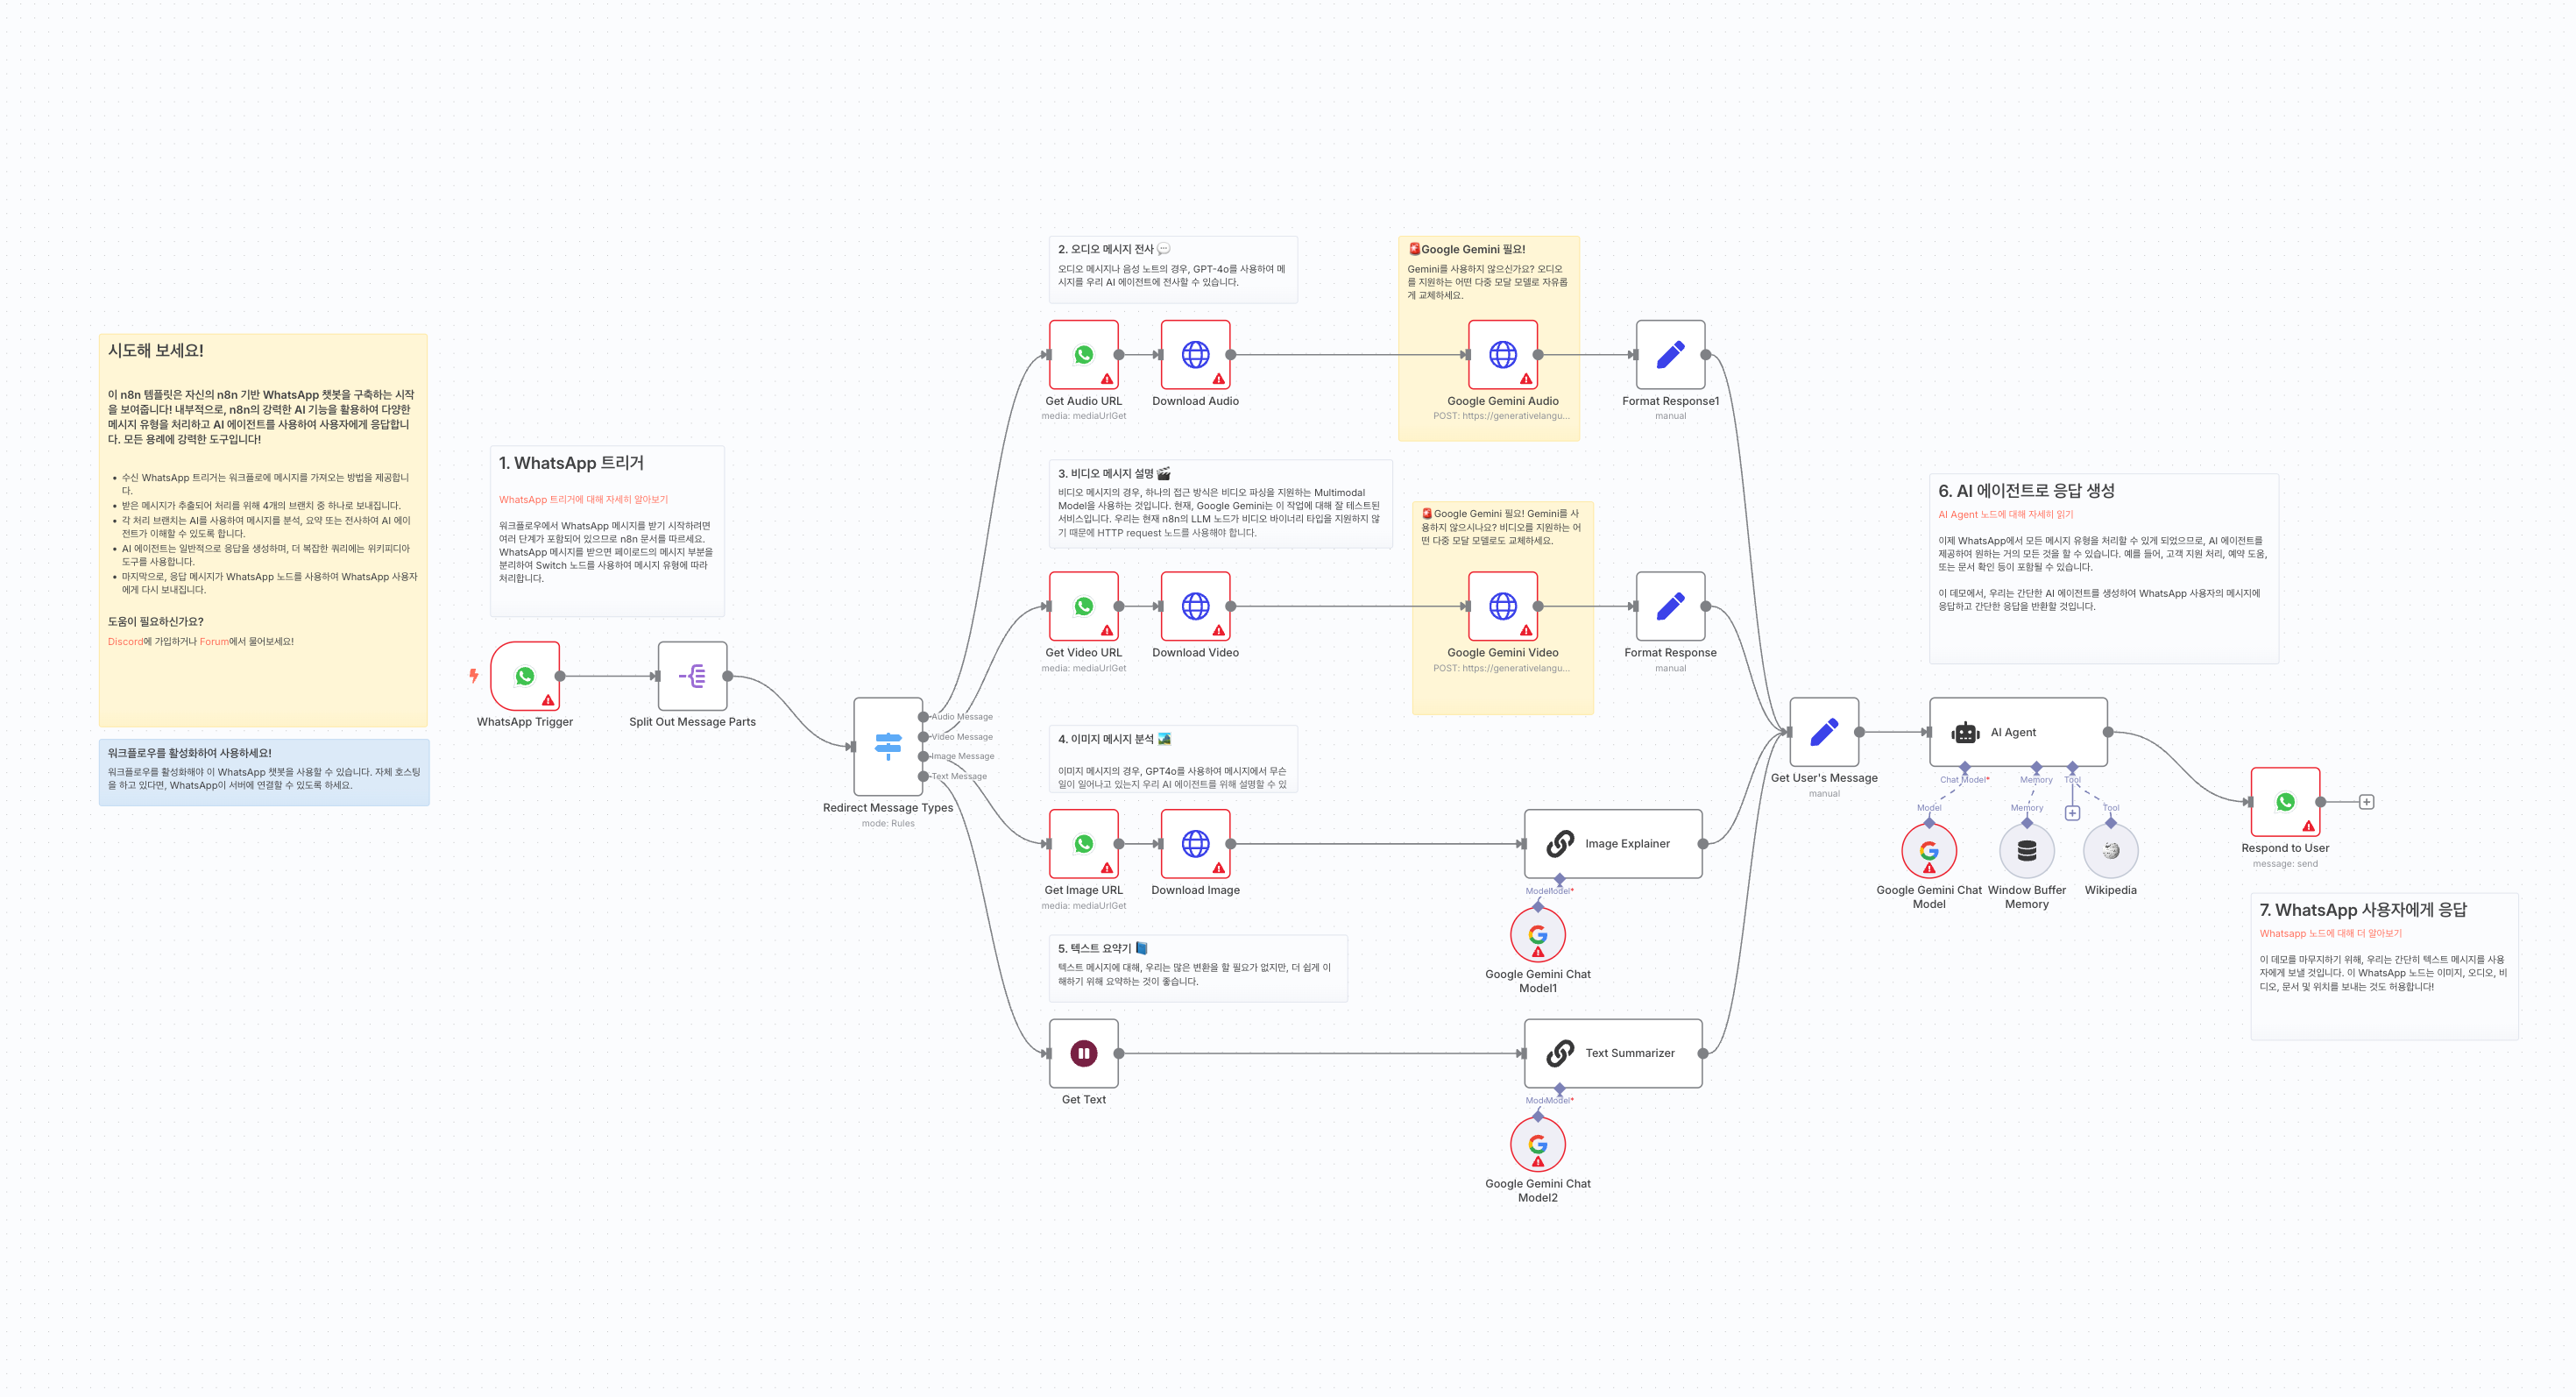 시도해 보세요!
이 n8n 템플릿은 자신의 n8n 기반 WhatsApp 챗봇을 구축하는 시작
을 보여줍니다! 내부적으로, n8n의 강력한 AI 기능을 활용하여 다양한
메시지 유형을 처리하고 AI 에이전트를 사용하여 사용자에게 응답합니
다. 모든 용례에 강력한 도구입니다!
• 수신 WhatsApp 트리거는 워크플로에 메시지를 가져오는 방법을 제공합니
다.
• 받은 메시지가 추출되어 처리를 위해 4개의 브랜치 중 하나로 보내집니다.
• 각 처리 브랜치는 AI를 사용하여 메시지를 분석, 요약 또는 전사하여 AI 에이
전트가 이해할 수 있도록 합니다.
• AI 에이전트는 일반적으로 응답을 생성하며, 더 복잡한 쿼리에는 위키피디아
도구를 사용합니다.
• 마지막으로, 응답 메시지가 WhatsApp 노드를 사용하여 WhatsApp 사용자
에게 다시 보내집니다.
도움이 필요하신가요?
Discord에 가입하거나 Forum에서 물어보세요!
워크플로우를 활성화하여 사용하세요!
워크플로우를 활성화해야 이 WhatsApp 챗봇을 사용할 수 있습니다. 자체 호스팅
을 하고 있다면, WhatsApp이 서버에 연결할 수 있도록 하세요.
1. WhatsApp 트리거
WhatsApp 트리거에 대해 자세히 알아보기
워크플로우에서 WhatsApp 메시지를 받기 시작하려면
여러 단계가 포함되어 있으므로 n8n 문서를 따르세요.
WhatsApp 메시지를 받으면 페이로드의 메시지 부분을
분리하여 Switch 노드를 사용하여 메시지 유형에 따라
처리합니다.
WhatsApp Trigger
Split Out Message Parts
Redirect Message Types
mode: Rules
Audio Message
Video Message
Image Message
Text Message
2. 오디오 메시지 전사 💬
오디오 메시지나 음성 노트의 경우, GPT-4o를 사용하여 메
시지를 우리 AI 에이전트에 전사할 수 있습니다.
Get Audio URL
media: mediaUrlGet
Download Audio
🚨Google Gemini 필요!
Gemini를 사용하지 않으신가요? 오디오
를 지원하는 어떤 다중 모달 모델로 자유롭
게 교체하세요.
Google Gemini Audio
POST: https://generativelangu...
Format Response1
manual
3. 비디오 메시지 설명 🎬
비디오 메시지의 경우, 하나의 접근 방식은 비디오 파싱을 지원하는 Multimodal
Model을 사용하는 것입니다. 현재, Google Gemini는 이 작업에 대해 잘 테스트된
서비스입니다. 우리는 현재 n8n의 LLM 노드가 비디오 바이너리 타입을 지원하지 않
기 때문에 HTTP request 노드를 사용해야 합니다.
Get Video URL
media: mediaUrlGet
Download Video
🚨Google Gemini 필요! Gemini를 사
용하지 않으시나요? 비디오를 지원하는 어
떤 다중 모달 모델로도 교체하세요.
Google Gemini Video
POST: https://generativelangu...
Format Response
manual
4. 이미지 메시지 분석 🏞️
이미지 메시지의 경우, GPT4o를 사용하여 메시지에서 무슨
일이 일어나고 있는지 우리 AI 에이전트를 위해 설명할 수 있
Get Image URL
media: mediaUrlGet
Download Image
Image Explainer
Model
Model*
Google Gemini Chat
Model1
5. 텍스트 요약기 📘
텍스트 메시지에 대해, 우리는 많은 변환을 할 필요가 없지만, 더 쉽게 이
해하기 위해 요약하는 것이 좋습니다.
Get Text
Text Summarizer
Model*
Google Gemini Chat
Model2
Get User's Message
manual
6. AI 에이전트로 응답 생성
AI Agent 노드에 대해 자세히 읽기
이제 WhatsApp에서 모든 메시지 유형을 처리할 수 있게 되었으므로, AI 에이전트를
제공하여 원하는 거의 모든 것을 할 수 있습니다. 예를 들어, 고객 지원 처리, 예약 도움,
또는 문서 확인 등이 포함될 수 있습니다.
이 데모에서, 우리는 간단한 AI 에이전트를 생성하여 WhatsApp 사용자의 메시지에
응답하고 간단한 응답을 반환할 것입니다.
AI Agent
Chat Model*
Memory
Tool
Model
Memory
Tool
Google Gemini Chat
Model
Window Buffer
Memory
Wikipedia
Respond to User
message: send
7. WhatsApp 사용자에게 응답
Whatsapp 노드에 대해 더 알아보기
이 데모를 마무지하기 위해, 우리는 간단히 텍스트 메시지를 사용
자에게 보낼 것입니다. 이 WhatsApp 노드는 이미지, 오디오, 비
디오, 문서 및 위치를 보내는 것도 허용합니다!